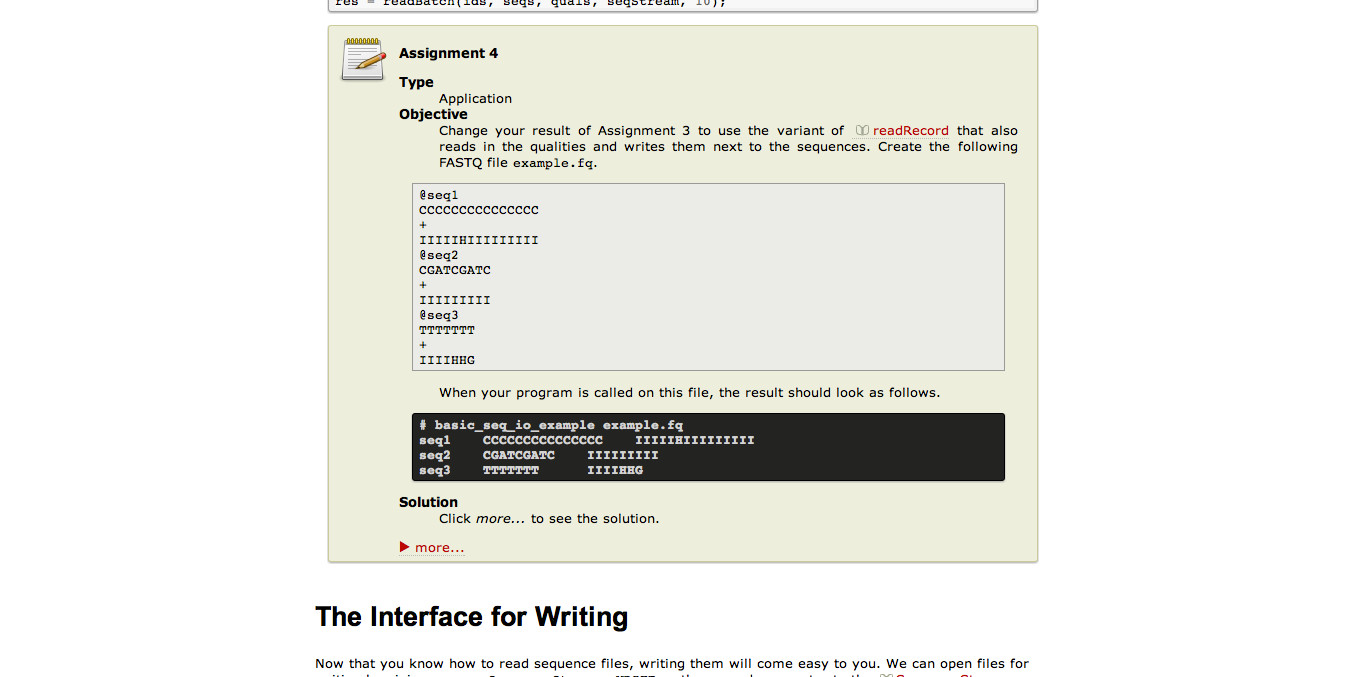 res = readBatch(ids, seqs, quals, seqStream, 10);
Assignment 4
Type
Application
Objective
Change your result of Assignment 3 to use the variant of readRecord that also
reads in the qualities and writes them next to the sequences. Create the following
FASTQ file example.fq.
@seq1
CCCCCCCCCCCCCCC
+
IIIIIHIIIIIIIII
@seq2
CGATCGATC
+
IIIIIIIII
@seq3
TTTTTTT
+
IIIIHHG
When your program is called on this file, the result should look as follows.
# basic_seq_io_example example.fq
seq1    CCCCCCCCCCCCCCC    IIIIIHIIIIIIIII
seq2    CGATCGATC    IIIIIIIII
seq3    TTTTTTT      IIIIHHG
Solution
Click more... to see the solution.
more...
The Interface for Writing
Now that you know how to read sequence files, writing them will come easy to you. We can open files for